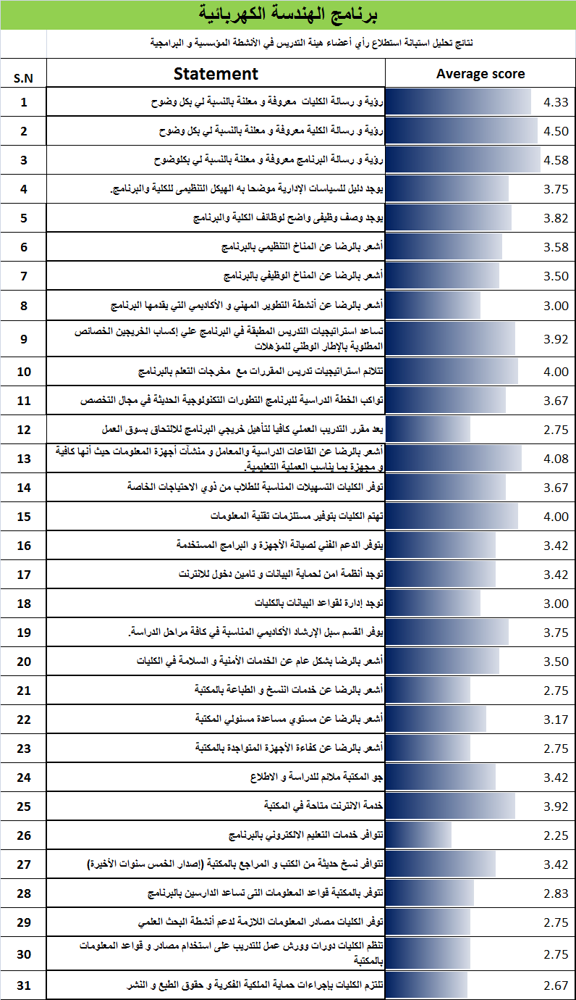 برنامج الهندسة الكهربائية
نتائج تحليل استبانة استطلاع رأي أعضاء هيئة التدريس في الأنشطة المؤسسية و البرامجية
S.N Statement Average score
1 رؤية و رسالة الكليات معروفة و معلنة بالنسبة لي بكل وضوح 4.33
2 رؤية و رسالة الكلية معروفة و معلنة بالنسبة لي بكل وضوح 4.50
3 رؤية و رسالة البرنامج معروفة و معلنة بالنسبة لي بكلوضوح 4.58
4 يوجد دليل للسياسات الإدارية موضحا به الهيكل التنظيمى للكلية والبرنامج. 3.75
5 يوجد وصف وظيفى واضح لوظائف الكلية والبرنامج 3.82
6 أشعر بالرضا عن المناخ التنظيمي بالبرنامج 3.58
7 أشعر بالرضا عن المناخ الوظيفي بالبرنامج 3.50
8 أشعر بالرضا عن أنشطة التطوير المهني و الأكاديمي التي يقدمها البرنامج 3.00
9 تساعد استراتيجيات التدريس المطبقة في البرنامج علي إكساب الخريجين الخصائص
المطلوبة بالإطار الوطني للمؤهلات 3.92
10 تتلائم استراتيجيات تدريس المقررات مع مخرجات التعلم بالبرنامج 4.00
11 تواكب الخطة الدراسية للبرنامج التطورات التكنولوجية الحديثة في مجال التخصص 3.67
12 يعد مقرر التدريب العملي كافيا لتأهيل خريجي البرنامج للالتحاق بسوق العمل 2.75
13 أشعر بالرضا عن القاعات الدراسية والمعامل و منشآت أجهزة المعلومات حيث أنها كافية
و مجهزة بما يناسب العملية التعليمية. 4.08
14 توفر الكليات التسهيلات المناسبة للطلاب من ذوي الاحتياجات الخاصة 3.67
15 تهتم الكليات بتوفير مستلزمات تقنية المعلومات 4.00
16 يتوفر الدعم الفني لصيانة الأجهزة و البرامج المستخدمة 3.42
17 توجد أنظمة امن لحماية البيانات و تامين دخول للانترنت 3.42
18 توجد إدارة لقواعد البيانات بالكليات 3.00
19 يوفر القسم سبل الإرشاد الأكاديمي المناسبة في كافة مراحل الدراسة. 3.75
20 أشعر بالرضا بشكل عام عن الخدمات الأمنية و السلامة في الكليات 3.50
21 أشعر بالرضا عن خدمات اننسخ و الطباعة بالمكتبة 2.75
22 أشعر بالرضا عن مستوي مساعدة مسئولي المكتبة 3.17
23 أشعر بالرضا عن كفاءة الأجهزة المتواجدة بالمكتبة 2.75
24 جو المكتبة ملائم للدراسة و الاطلاع 3.42
25 خدمة الانترنت متاحة في المكتبة 3.92
26 تتوافر خدمات التعليم الالكتروني بالبرنامج 2.25
27 تتوافر نسخ حديثة من الكتب و المراجع بالمكتبة (إصدار الخمس سنوات الأخيرة) 3.42
28 تتوفر بالمكتبة قواعد المعلومات التى تساعد الدارسين بالبرنامج 2.83
29 توفر الكليات مصادر المعلومات اللازمة لدعم أنشطة البحث العلمي 2.75
30 تنظم الكليات دورات وورش عمل للتدريب على استخدام مصادر و قواعد المعلومات
بالمكتبة 2.75
31 تلتزم الكليات بإجراءات حماية الملكية الفكرية و حقوق الطبع و النشر 2.67